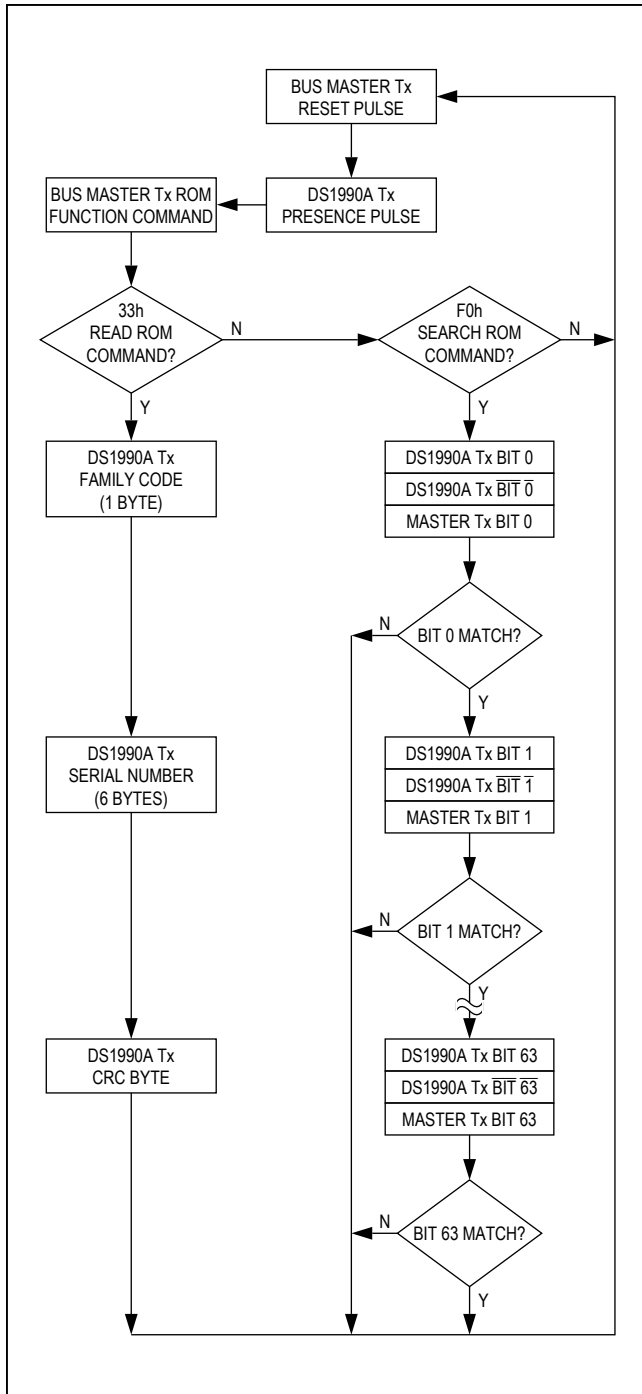 BUS MASTER Tx
RESET PULSE
BUS MASTER Tx ROM
FUNCTION COMMAND
DS1990A Tx
PRESENCE PULSE
33h
READ ROM
COMMAND?
N
Y
F0h
SEARCH ROM
COMMAND?
N
Y
DS1990A Tx
FAMILY CODE
(1 BYTE)
DS1990A Tx
SERIAL NUMBER
(6 BYTES)
DS1990A Tx
CRC BYTE
DS1990A Tx BIT 0
DS1990A Tx B̅I̅T̅ 0̅
MASTER Tx BIT 0
N
BIT 0 MATCH?
Y
DS1990A Tx BIT 1
DS1990A Tx B̅I̅T̅ 1̅
MASTER Tx BIT 1
N
BIT 1 MATCH?
Y
DS1990A Tx BIT 63
DS1990A Tx B̅I̅T̅ 6̅3̅
MASTER Tx BIT 63
N
BIT 63 MATCH?
Y